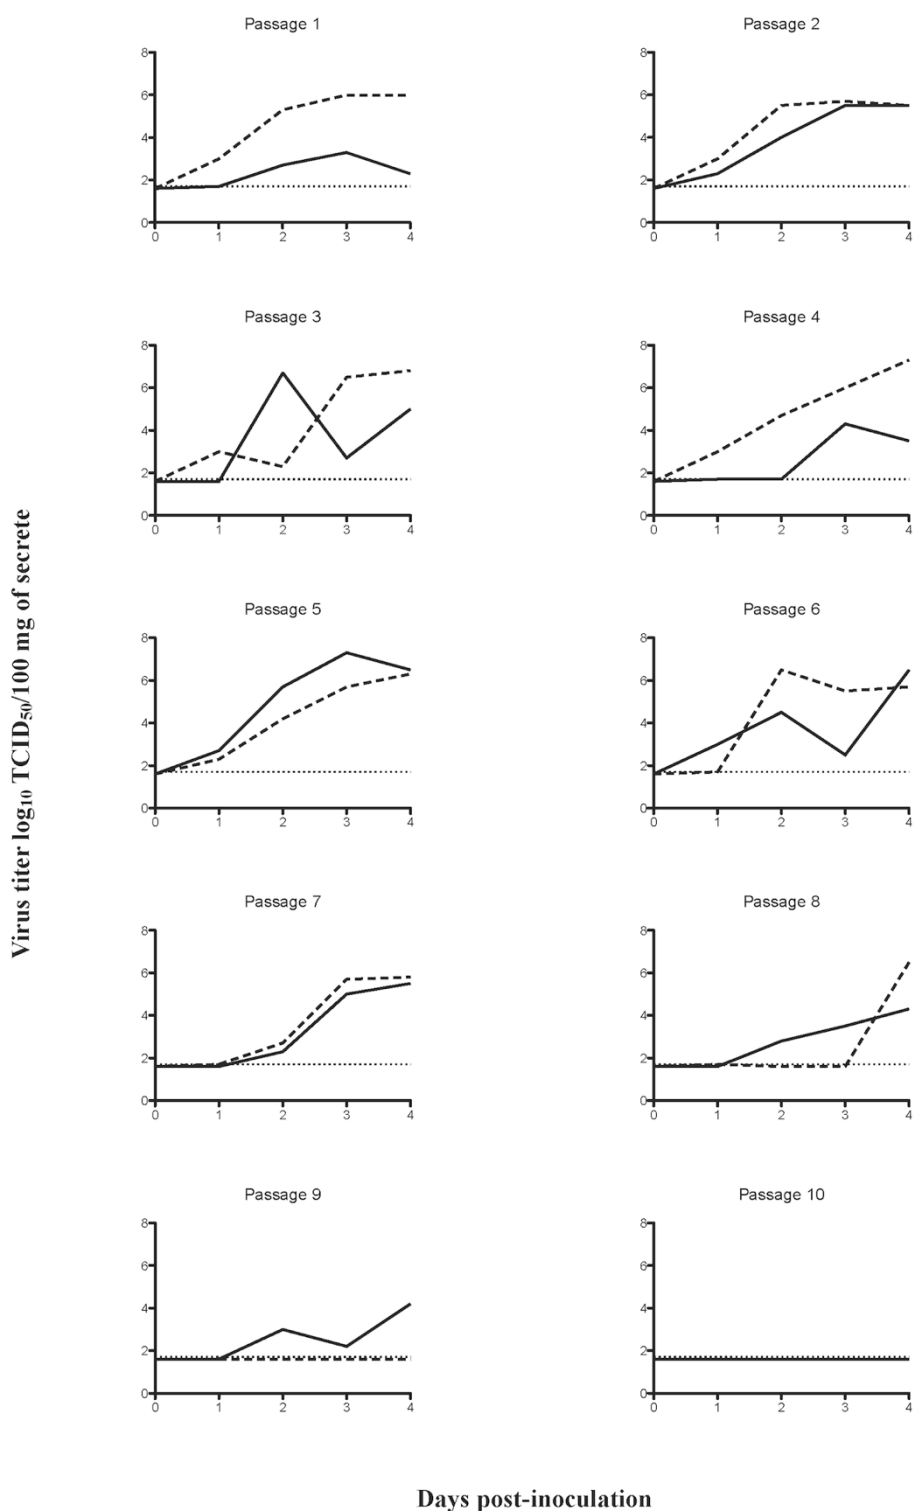 Passage 1
Passage 2
8
6
4
2
0
0 1 2 3 4
8
6
4
2
0
0 1 2 3 4
Passage 3
Passage 4
8
6
4
2
0
0 1 2 3 4
8
6
4
2
0
0 1 2 3 4
Passage 5
Passage 6
8
6
4
2
0
0 1 2 3 4
8
6
4
2
0
0 1 2 3 4
Passage 7
Passage 8
8
6
4
2
0
0 1 2 3 4
8
6
4
2
0
0 1 2 3 4
Passage 9
Passage 10
8
6
4
2
0
0 1 2 3 4
8
6
4
2
0
0 1 2 3 4
Virus titer log₁₀ TCID₅₀/100 mg of secrete
Days post-inoculation